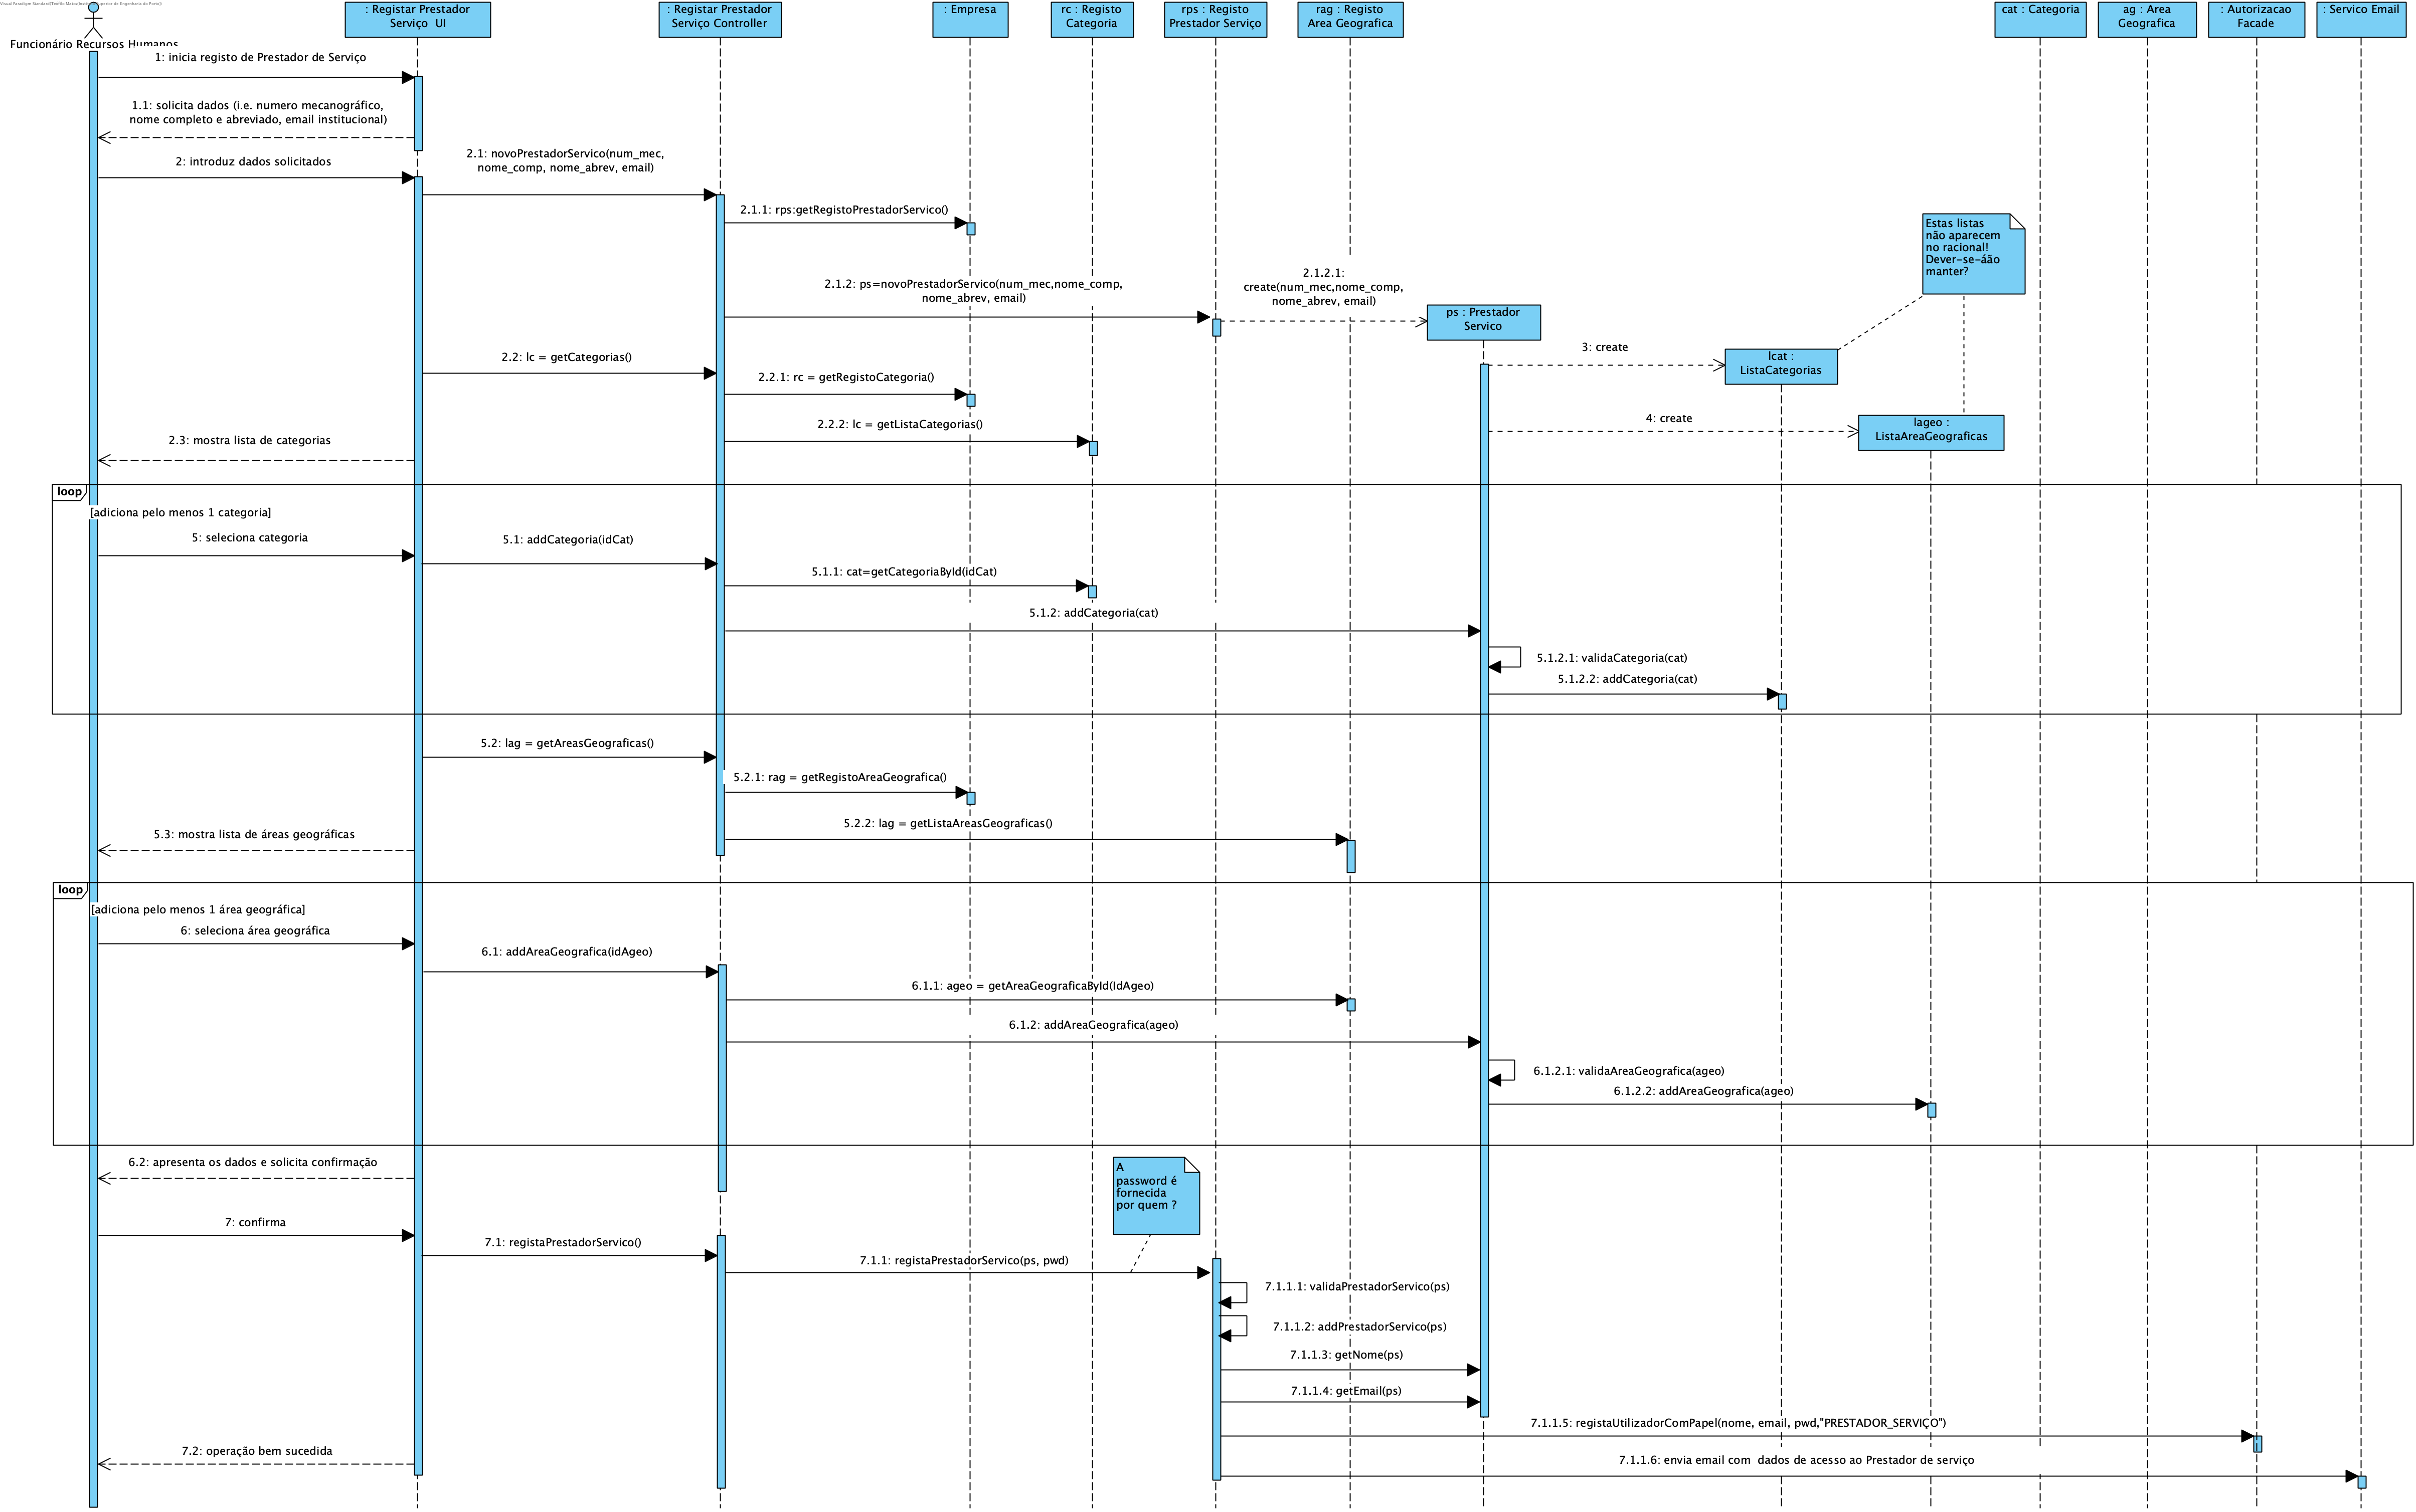 Visual Paradigm Standard(Teófilo Matos(Instituto Superior de Engenharia do Porto))
: Registar Prestador
Serviço  UI
: Registar Prestador
Serviço Controller
: Empresa
rc : Registo
Categoria
rps : Registo
Prestador Serviço
rag : Registo
Area Geografica
cat : Categoria
ag : Area
Geografica
: Autorizacao
Facade
: Servico Email
Funcionário Recursos Humanos
1: inicia registo de Prestador de Serviço
1.1: solicita dados (i.e. numero mecanográfico,
nome completo e abreviado, email institucional)
2: introduz dados solicitados
2.1: novoPrestadorServico(num_mec,
nome_comp, nome_abrev, email)
2.1.1: rps:getRegistoPrestadorServico()
Estas listas
não aparecem
no racional!
Dever-se-áão
manter?
2.1.2: ps=novoPrestadorServico(num_mec,nome_comp,
nome_abrev, email)
2.1.2.1:
create(num_mec,nome_comp,
nome_abrev, email)
ps : Prestador
Servico
2.2: lc = getCategorias()
3: create
lcat :
ListaCategorias
2.2.1: rc = getRegistoCategoria()
2.2.2: lc = getListaCategorias()
4: create
lageo :
ListaAreaGeograficas
2.3: mostra lista de categorias
loop
[adiciona pelo menos 1 categoria]
5: seleciona categoria
5.1: addCategoria(idCat)
5.1.1: cat=getCategoriaById(idCat)
5.1.2: addCategoria(cat)
5.1.2.1: validaCategoria(cat)
5.1.2.2: addCategoria(cat)
5.2: lag = getAreasGeograficas()
5.2.1: rag = getRegistoAreaGeografica()
5.2.2: lag = getListaAreasGeograficas()
5.3: mostra lista de áreas geográficas
loop
[adiciona pelo menos 1 área geográfica]
6: seleciona área geográfica
6.1: addAreaGeografica(idAgeo)
6.1.1: ageo = getAreaGeograficaById(IdAgeo)
6.1.2: addAreaGeografica(ageo)
6.1.2.1: validaAreaGeografica(ageo)
6.1.2.2: addAreaGeografica(ageo)
6.2: apresenta os dados e solicita confirmação
A
password é
fornecida
por quem ?
7: confirma
7.1: registaPrestadorServico()
7.1.1: registaPrestadorServico(ps, pwd)
7.1.1.1: validaPrestadorServico(ps)
7.1.1.2: addPrestadorServico(ps)
7.1.1.3: getNome(ps)
7.1.1.4: getEmail(ps)
7.1.1.5: registaUtilizadorComPapel(nome, email, pwd,"PRESTADOR_SERVIÇO")
7.2: operação bem sucedida
7.1.1.6: envia email com  dados de acesso ao Prestador de serviço